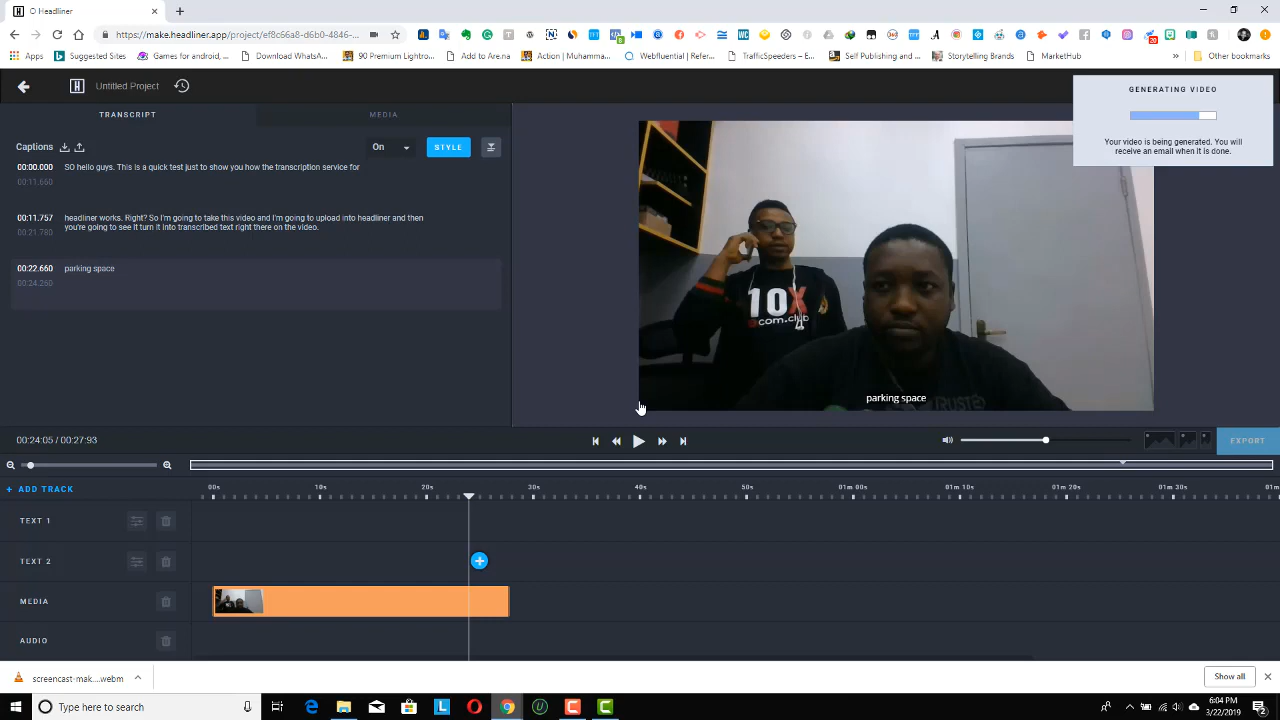 Headliner
https://make.headliner.app/project/ef8c66a8-d6b0-4846-...
Apps
Suggested Sites
Games for android,...
Download WhatsA...
Add to Are.na
Action | Muhamma...
90 Premium Lightro...
Webfluential | Refer...
TrafficSpeeders – E...
Self Publishing and ...
Storytelling Brands
MarketHub
»
Other bookmarks
Untitled Project
GENERATING VIDEO
Your video is being generated. You will
receive an email when it is done.
TRANSCRIPT
MEDIA
Captions
On
STYLE
00:00.000
SO hello guys. This is a quick test just to show you how the transcription service for
00:11.660
00:11.757
headliner works. Right? So I'm going to take this video and I'm going to upload into headliner and then
00:21.780
you're going to see it turn it into transcribed text right there on the video.
00:22.660
parking space
00:24.260
10X
com.club
TRUSTED
parking space
00:24:05 / 00:27:93
EXPORT
+ ADD TRACK
00s
10s
20s
30s
40s
50s
01m 00s
01m 10s
01m 20s
01m 30s
01m
TEXT 1
TEXT 2
MEDIA
AUDIO
screencast-mak....webm
Show all
Type here to search
6:04 PM
3/22/2019
2